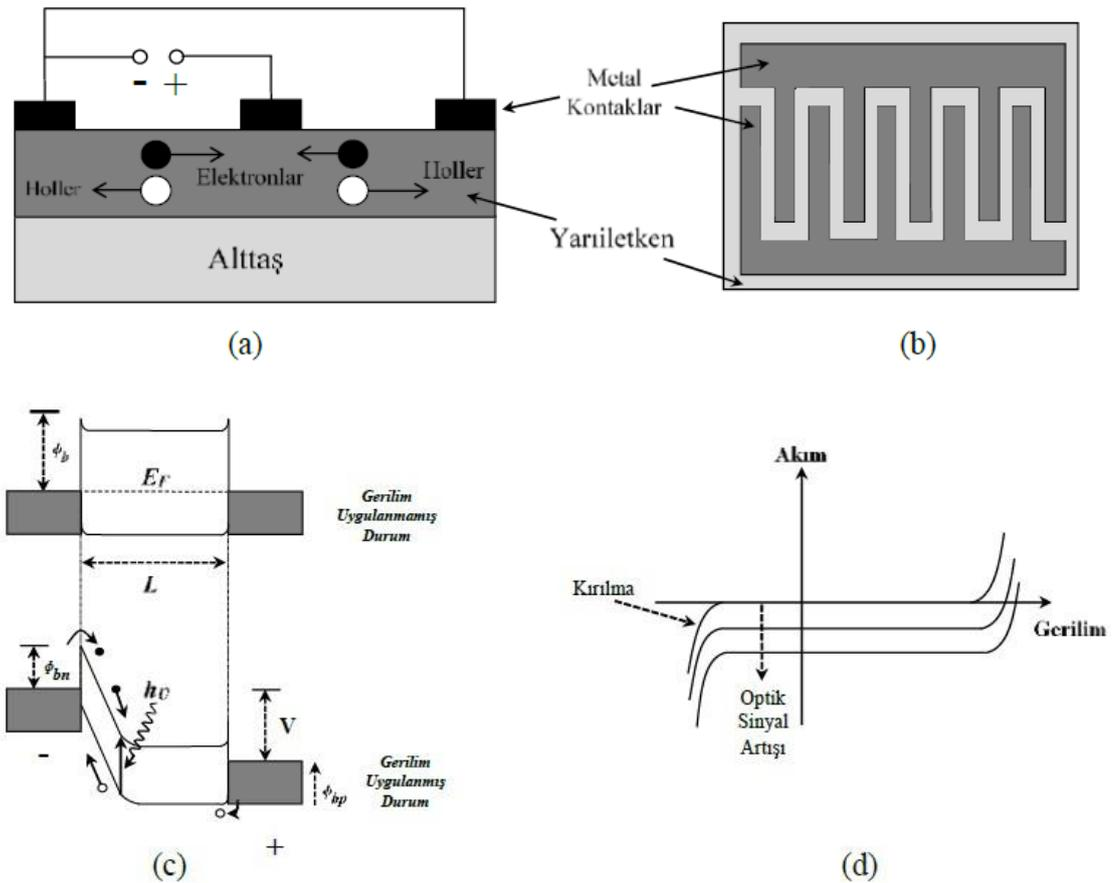 - +
Metal
Kontaklar
Holler
Elektronlar
Holler
Yarıiletken
Alttaş
(a)
(b)
ϕb
EF
Gerilim
Uygulanmamış
Durum
L
ϕbn
hυ
V
-
ϕbp
Gerilim
Uygulanmış
Durum
+
(c)
Akım
Kırılma
Gerilim
Optik
Sinyal
Artışı
(d)